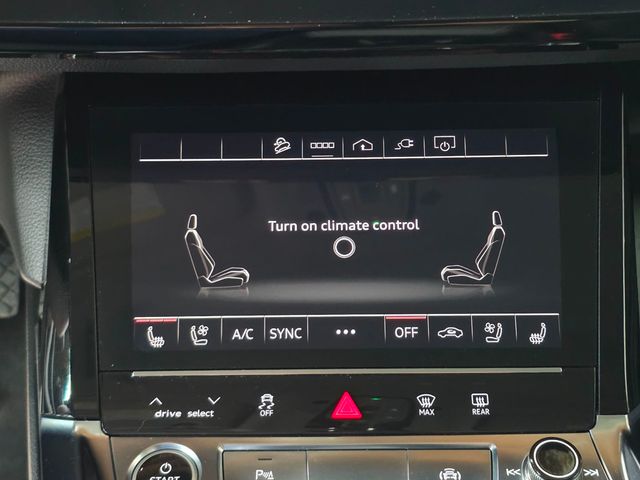 Turn on climate control
A/C SYNC ••• OFF
drive select OFF MAX REAR
START P